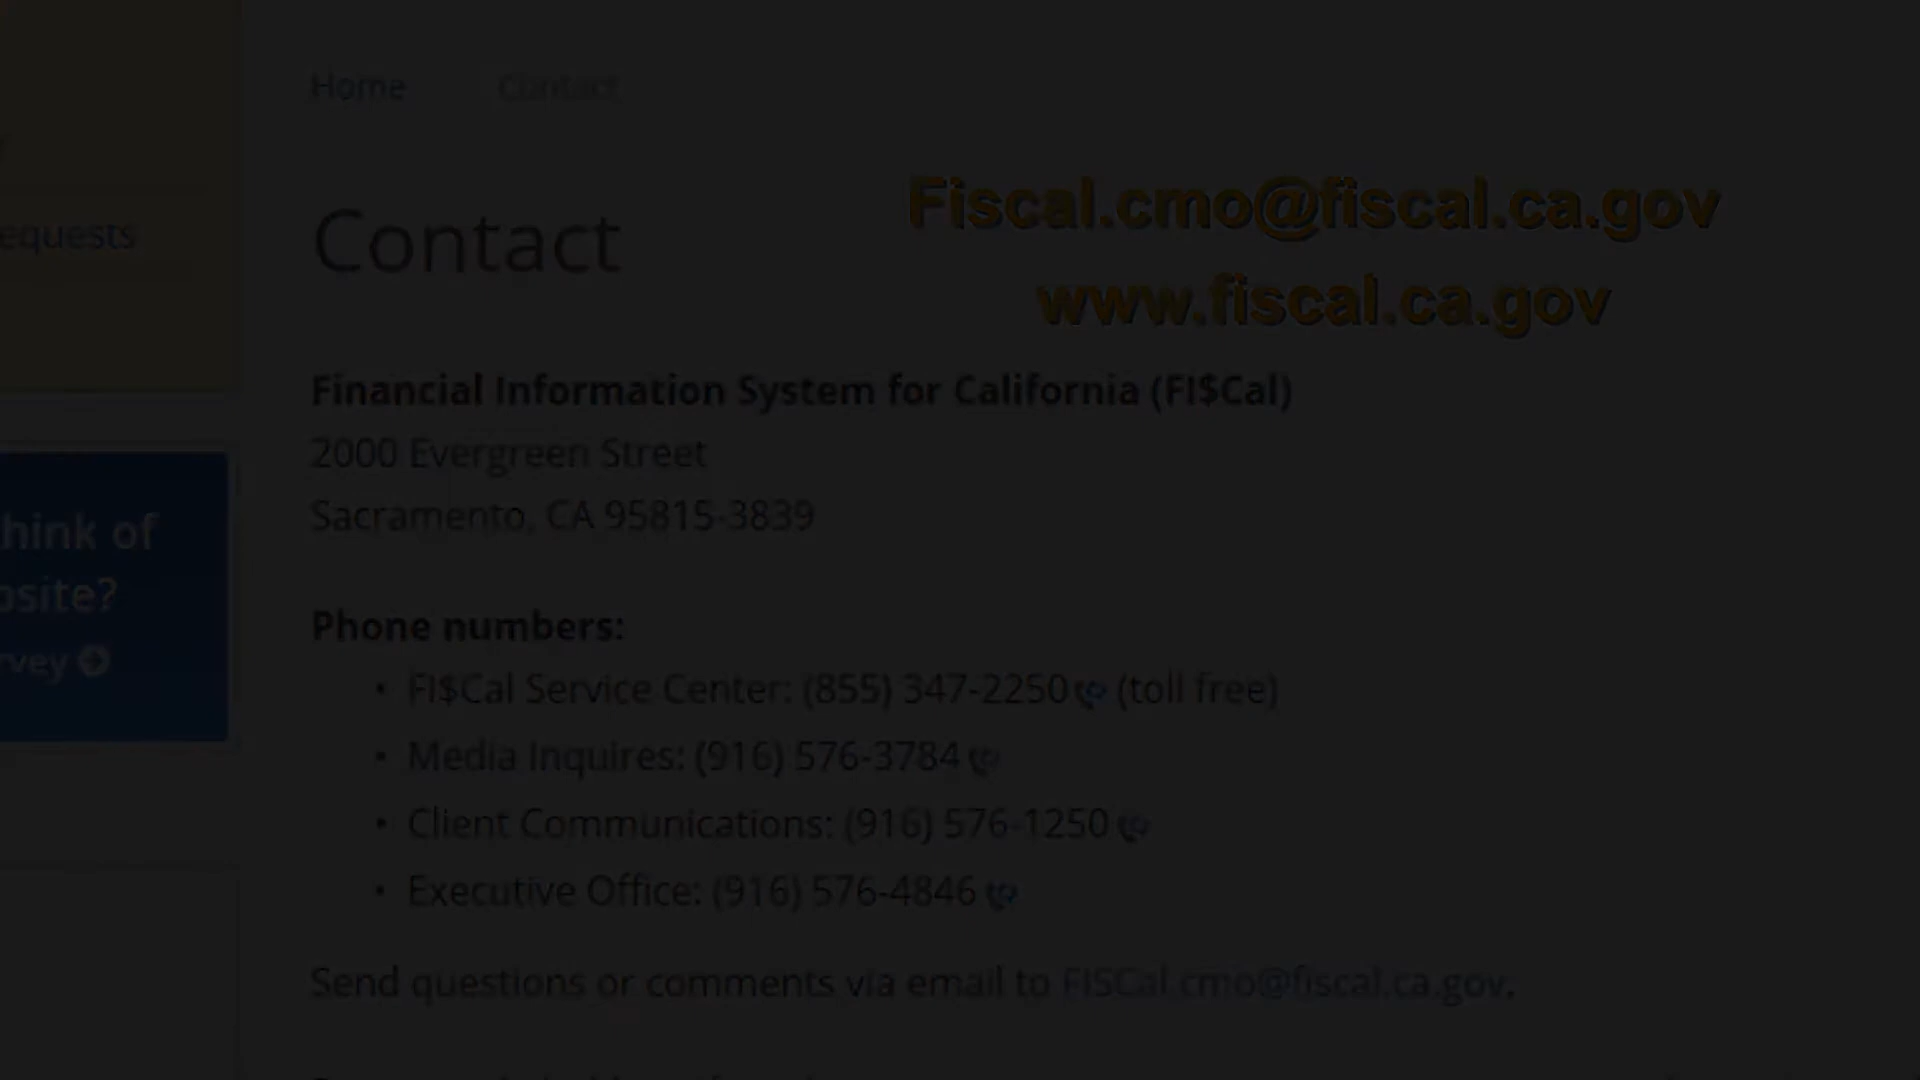 Home Contact
equests
Contact
Fiscal.cmo@fiscal.ca.gov
www.fiscal.ca.gov
Financial Information System for California (FI$Cal)
2000 Evergreen Street
Sacramento, CA 95815-3839
hink of
osite?
rvey
Phone numbers:
• FI$Cal Service Center: (855) 347-2250 (toll free)
• Media Inquires: (916) 576-3784
• Client Communications: (916) 576-1250
• Executive Office: (916) 576-4846
Send questions or comments via email to FISCal.cmo@fiscal.ca.gov.